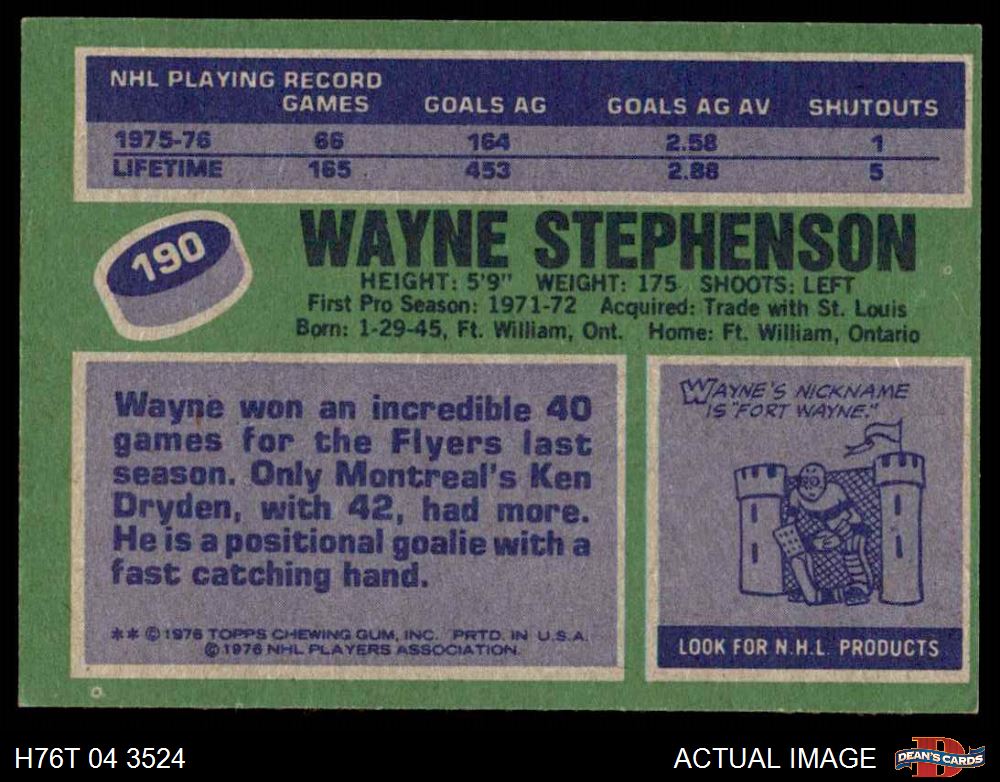 NHL PLAYING RECORD
GAMES GOALS AG GOALS AG AV SHUTOUTS
1975-76 66 164 2.58 1
LIFETIME 165 453 2.88 5
190
WAYNE STEPHENSON
HEIGHT: 5'9" WEIGHT: 175 SHOOTS: LEFT
First Pro Season: 1971-72 Acquired: Trade with St. Louis
Born: 1-29-45, Ft. William, Ont. Home: Ft. William, Ontario
Wayne won an incredible 40
games for the Flyers last
season. Only Montreal's Ken
Dryden, with 42, had more.
He is a positional goalie with a
fast catching hand.
** © 1976 TOPPS CHEWING GUM, INC. PRTD. IN U.S.A.
© 1976 NHL PLAYERS ASSOCIATION.
WAYNE'S NICKNAME
IS "FORT WAYNE."
LOOK FOR N.H.L. PRODUCTS
H76T 04 3524
ACTUAL IMAGE
D
DEAN'S CARDS